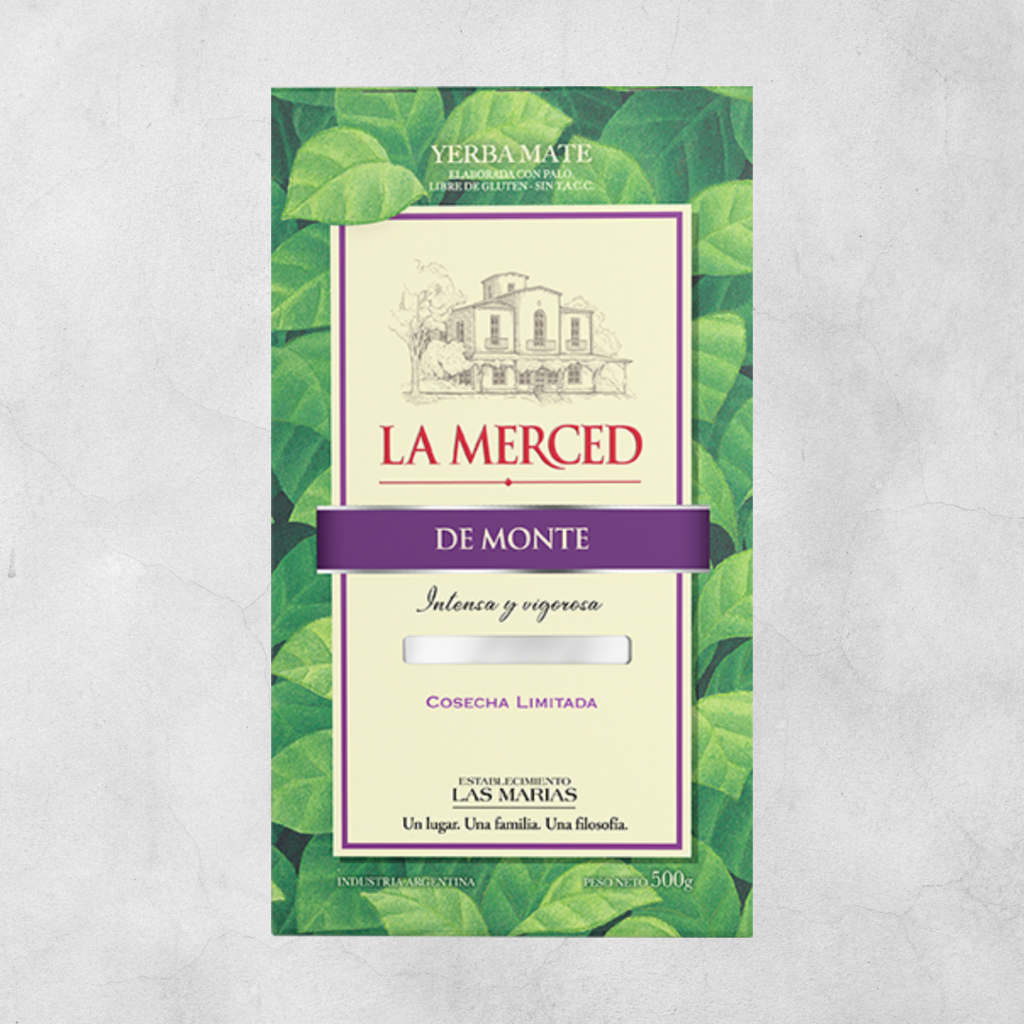 YERBA MATE
ELABORADA CON PALO.
LIBRE DE GLUTEN - SIN T.A.C.C.
LA MERCED
DE MONTE
Intensa y vigorosa
COSECHA LIMITADA
ESTABLECIMIENTO
LAS MARIAS
Un lugar. Una familia. Una filosofía.
INDUSTRIA ARGENTINA
PESO NETO 500g